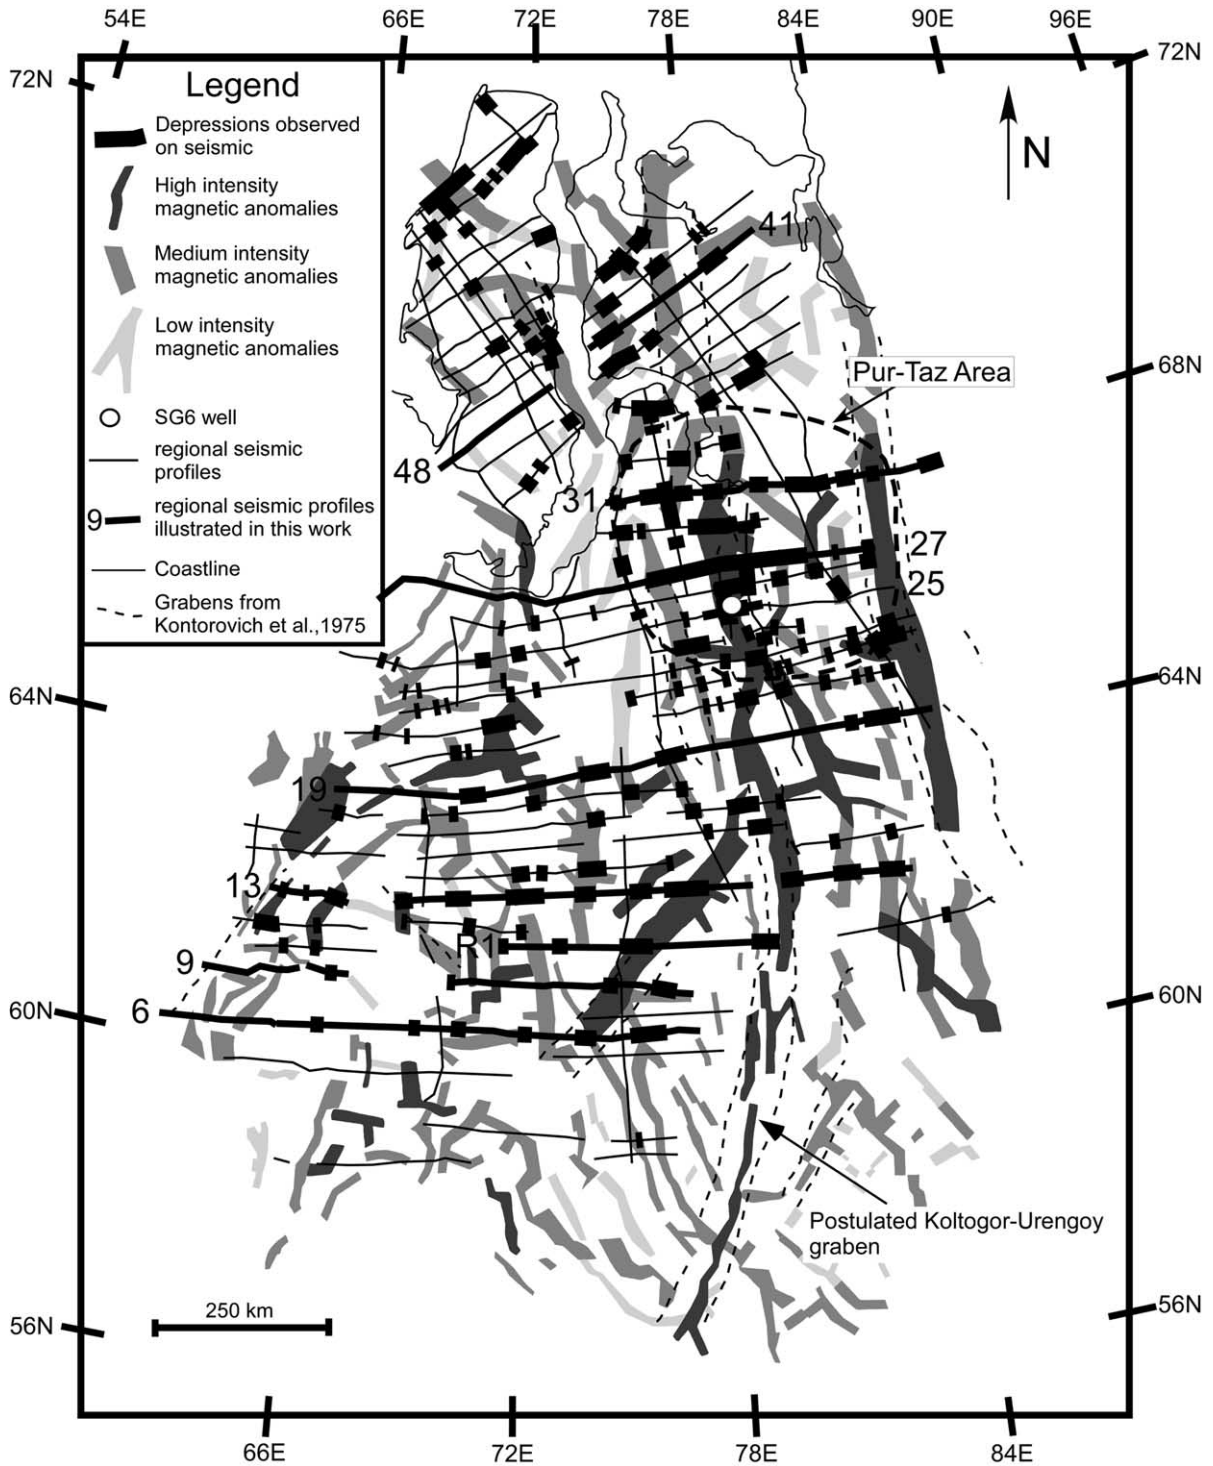 54E 66E 72E 78E 84E 90E 96E
72N
72N
Legend
Depressions observed
on seismic
High intensity
magnetic anomalies
Medium intensity
magnetic anomalies
Low intensity
magnetic anomalies
SG6 well
regional seismic
profiles
9
regional seismic profiles
illustrated in this work
Coastline
Grabens from
Kontorovich et al.,1975
N
41
68N
Pur-Taz Area
48
31
27
25
64N
64N
19
13
R1
9
6
60N
60N
Postulated Koltogor-Urengoy
graben
250 km
56N
56N
66E 72E 78E 84E